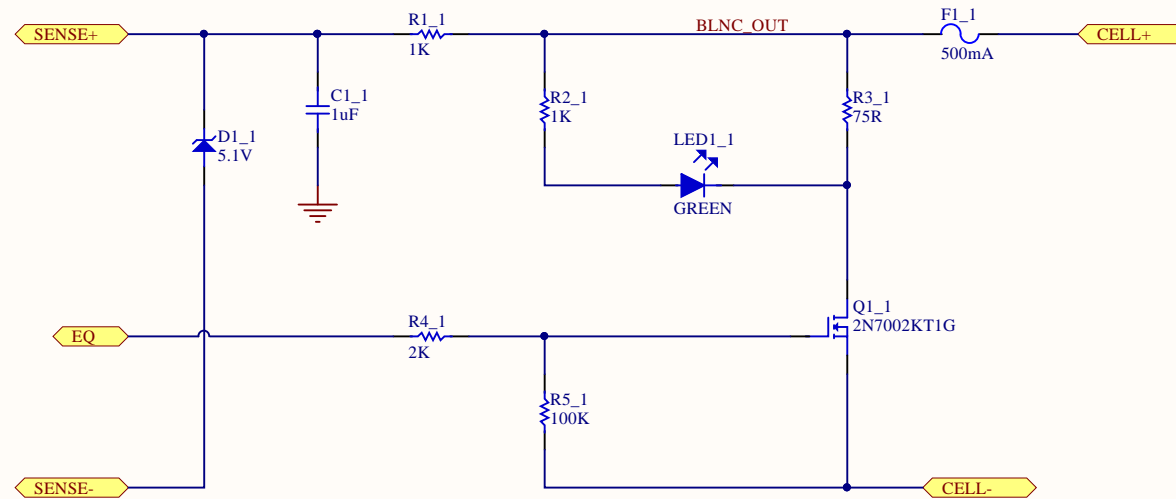 SENSE+
R1_1
1K
BLNC_OUT
F1_1
500mA
CELL+
D1_1
5.1V
C1_1
1uF
R2_1
1K
LED1_1
GREEN
R3_1
75R
EQ
R4_1
2K
Q1_1
2N7002KT1G
R5_1
100K
SENSE-
CELL-